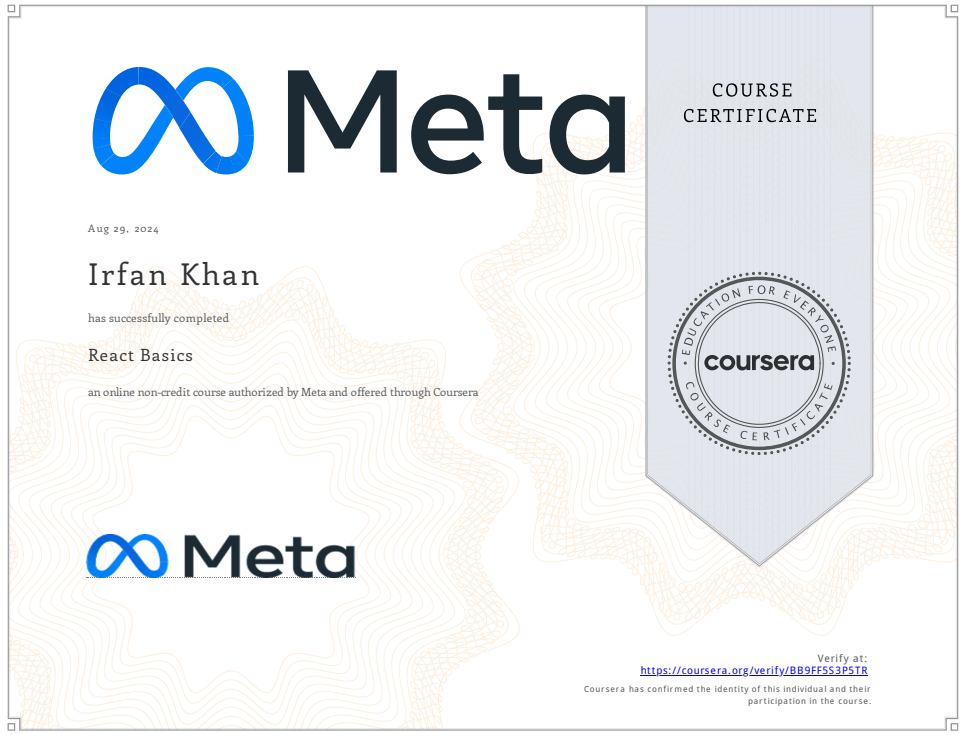 Meta
COURSE
CERTIFICATE
Aug 29, 2024
Irfan Khan
has successfully completed
React Basics
an online non-credit course authorized by Meta and offered through Coursera
EDUCATION FOR EVERYONE
coursera
COURSE CERTIFICATE
Meta
Verify at:
https://coursera.org/verify/BB9FF5S3P5TR
Coursera has confirmed the identity of this individual and their
participation in the course.